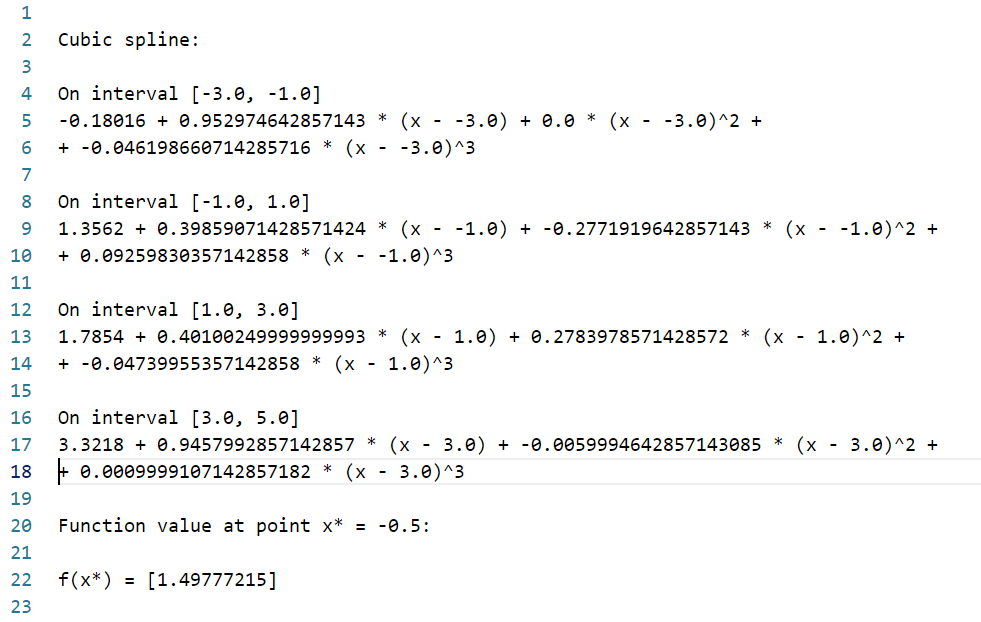 1
2 Cubic spline:
3
4 On interval [-3.0, -1.0]
5 -0.18016 + 0.952974642857143 * (x - -3.0) + 0.0 * (x - -3.0)^2 +
6 + -0.046198660714285716 * (x - -3.0)^3
7
8 On interval [-1.0, 1.0]
9 1.3562 + 0.39859071428571424 * (x - -1.0) + -0.2771919642857143 * (x - -1.0)^2 +
10 + 0.09259830357142858 * (x - -1.0)^3
11
12 On interval [1.0, 3.0]
13 1.7854 + 0.40100249999999993 * (x - 1.0) + 0.2783978571428572 * (x - 1.0)^2 +
14 + -0.04739955357142858 * (x - 1.0)^3
15
16 On interval [3.0, 5.0]
17 3.3218 + 0.9457992857142857 * (x - 3.0) + -0.0059994642857143085 * (x - 3.0)^2 +
18 + 0.0009999107142857182 * (x - 3.0)^3
19
20 Function value at point x* = -0.5:
21
22 f(x*) = [1.49777215]
23